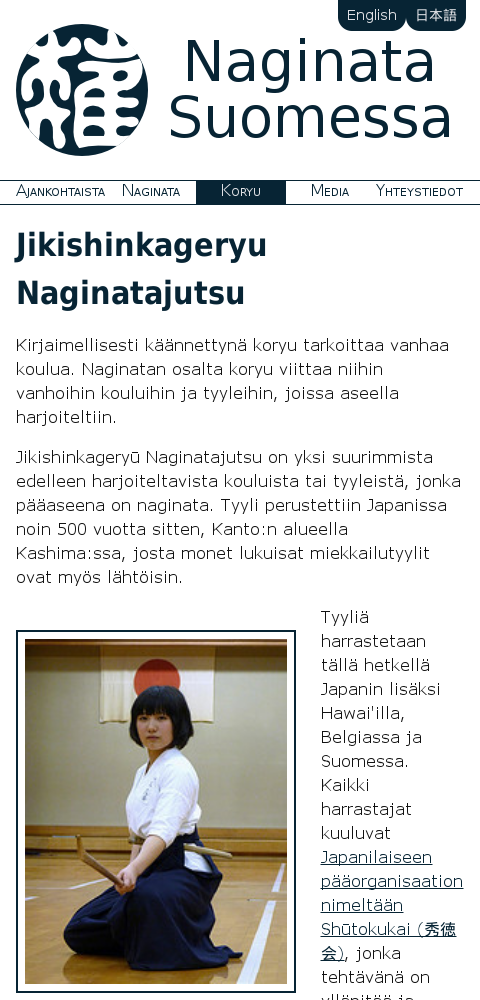 English 日本語
Naginata
Suomessa
Ajankohtaista Naginata Koryu Media Yhteystiedot
Jikishinkageryu
Naginatajutsu
Kirjaimellisesti käännettynä koryu tarkoittaa vanhaa
koulua. Naginatan osalta koryu viittaa niihin
vanhoihin kouluihin ja tyyleihin, joissa aseella
harjoiteltiin.
Jikishinkageryū Naginatajutsu on yksi suurimmista
edelleen harjoiteltavista kouluista tai tyyleistä, jonka
pääaseena on naginata. Tyyli perustettiin Japanissa
noin 500 vuotta sitten, Kanto:n alueella
Kashima:ssa, josta monet lukuisat miekkailutyylit
ovat myös lähtöisin.
Tyyliä
harrastetaan
tällä hetkellä
Japanin lisäksi
Hawai'illa,
Belgiassa ja
Suomessa.
Kaikki
harrastajat
kuuluvat
Japanilaiseen
pääorganisaation
nimeltään
Shūtokukai (秀徳
会), jonka
tehtävänä on
ylläpitää ja